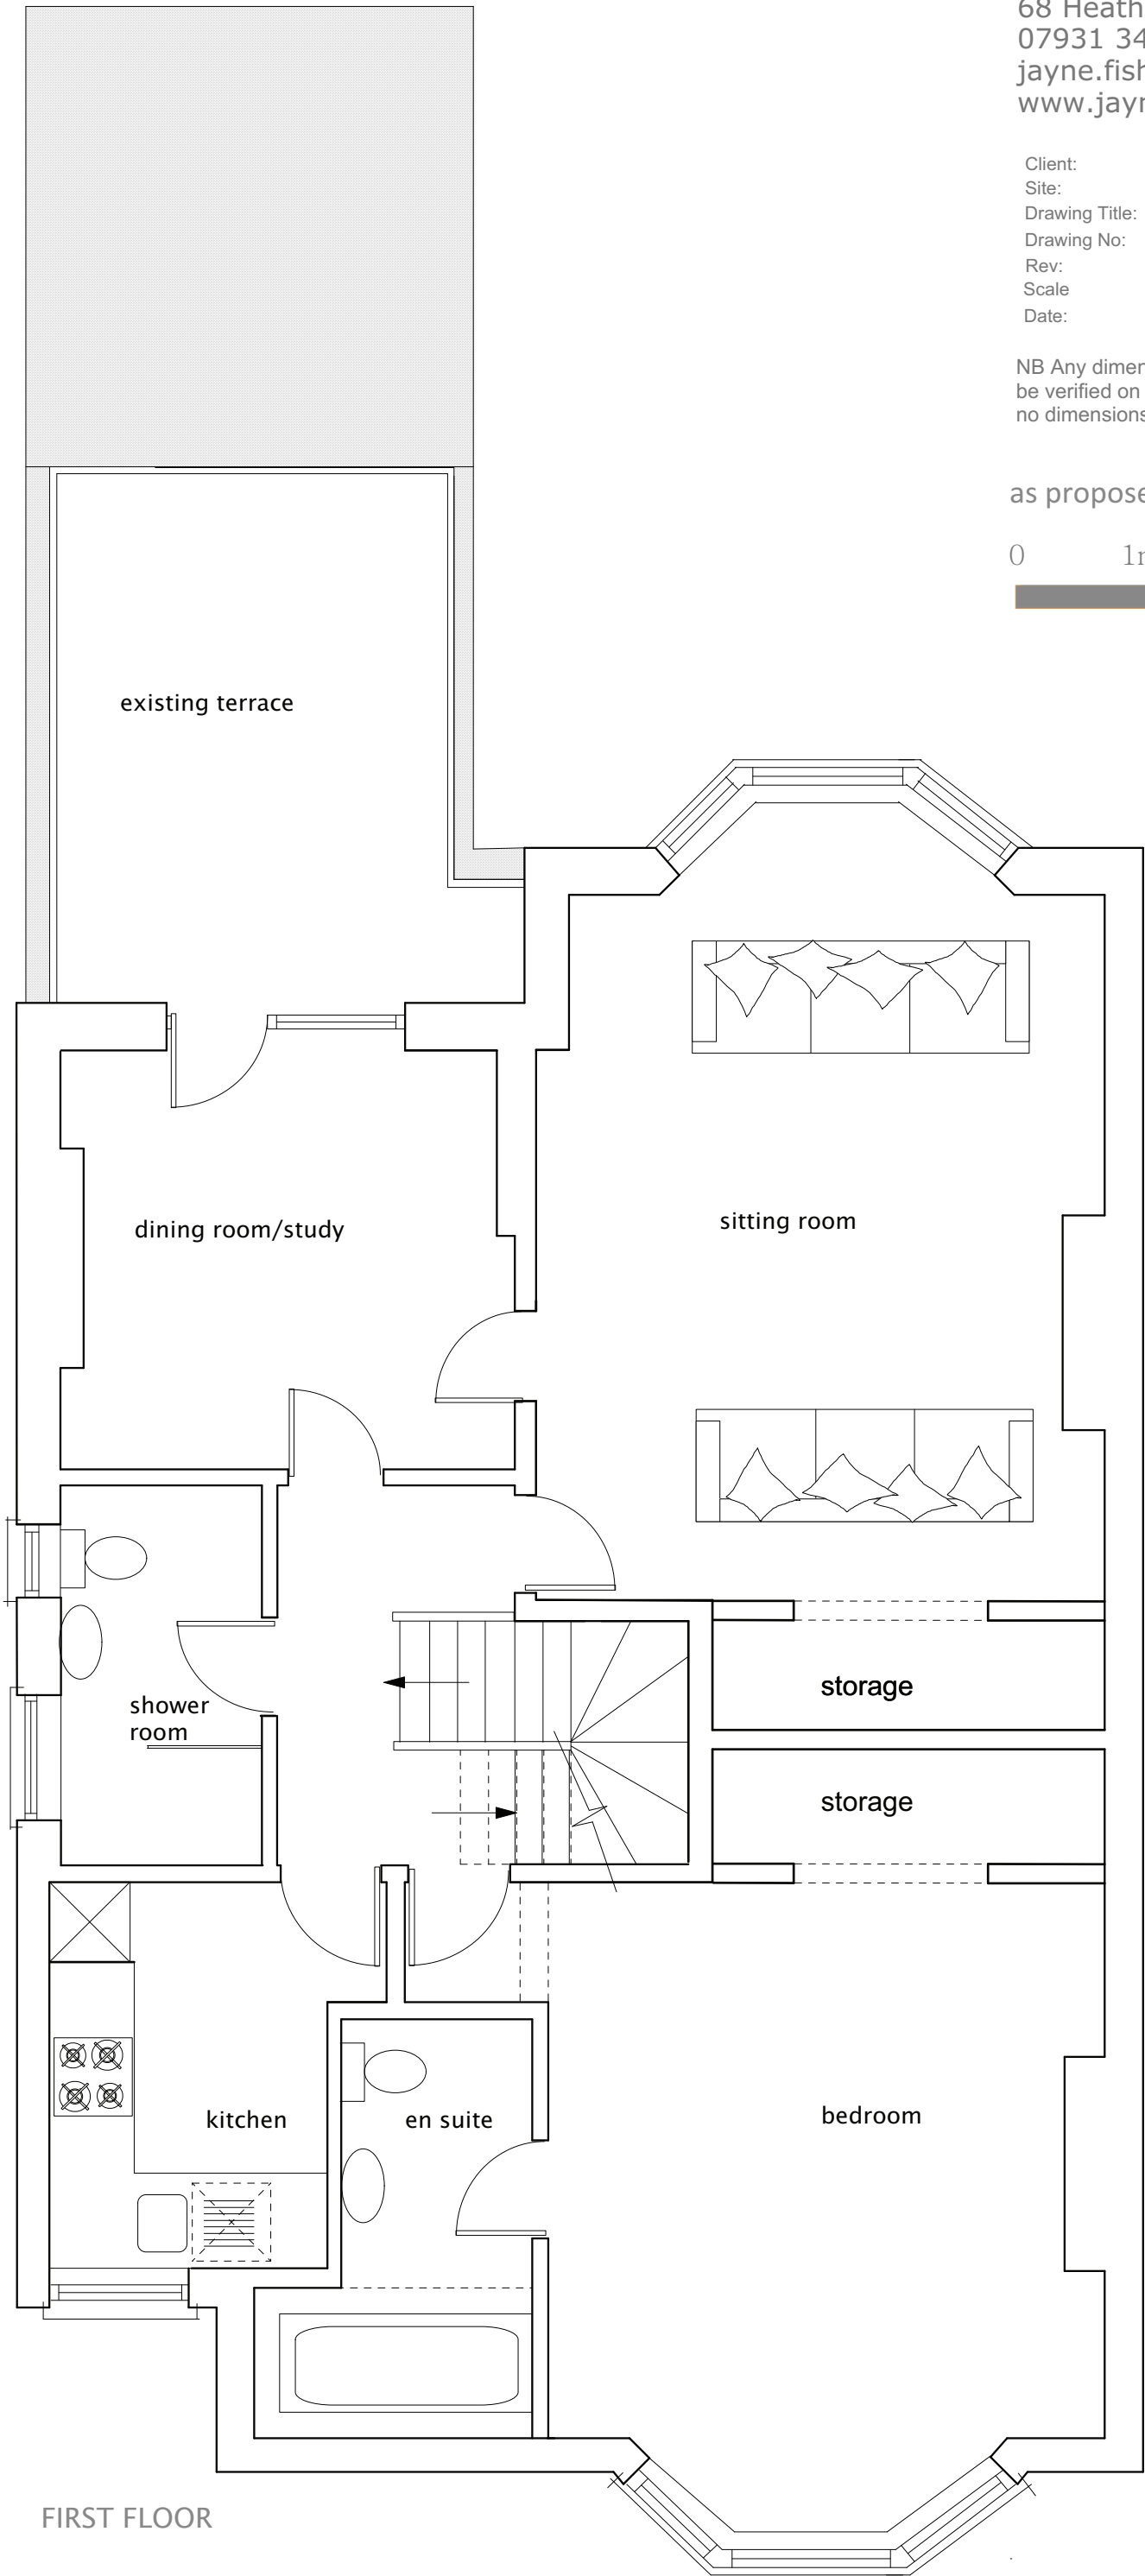 68 Heath
07931 34
www.jayn
Client:
Site:
Drawing Title:
Drawing No:
Rev:
Scale
Date:
NB Any dimen
be verified on
no dimensions
as propose
0 1m
existing terrace
dining room/study
sitting room
shower
room
storage
storage
kitchen
en suite
bedroom
FIRST FLOOR